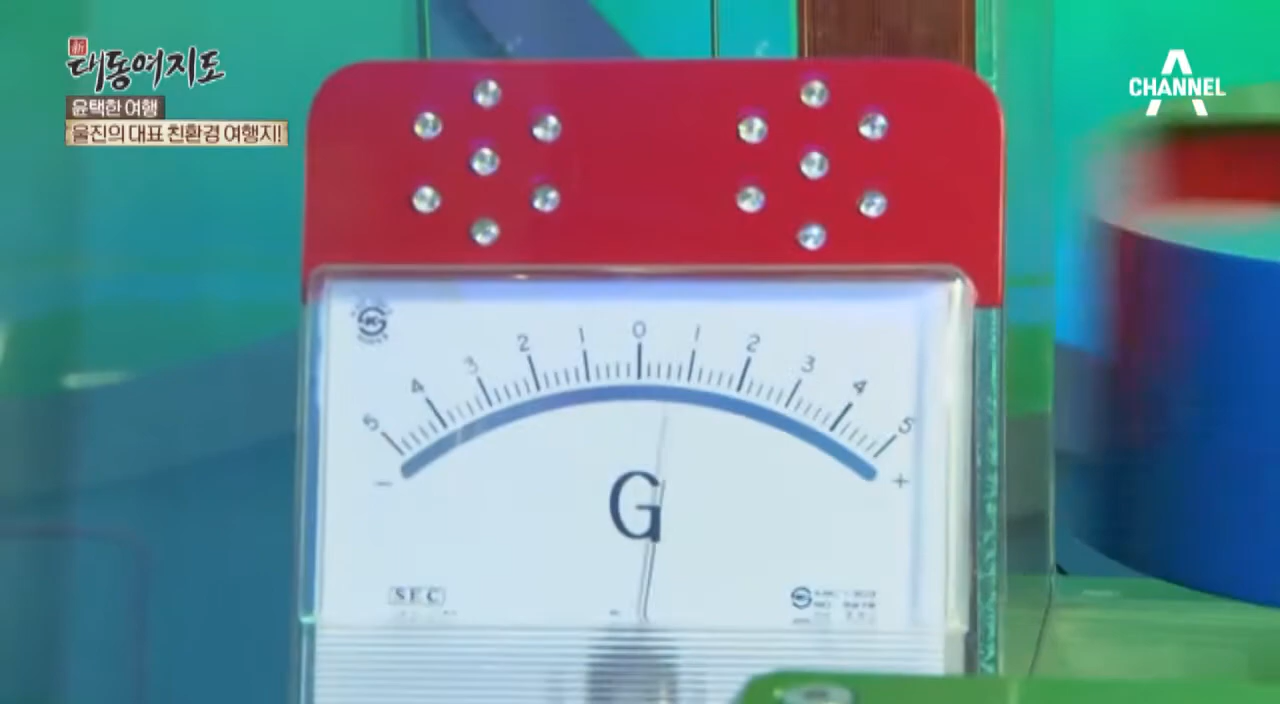 新
대동여지도
윤택한 여행
울진의 대표 친환경 여행지!
CHANNEL A
5 4 3 2 1 0 1 2 3 4 5
− +
G
SEC